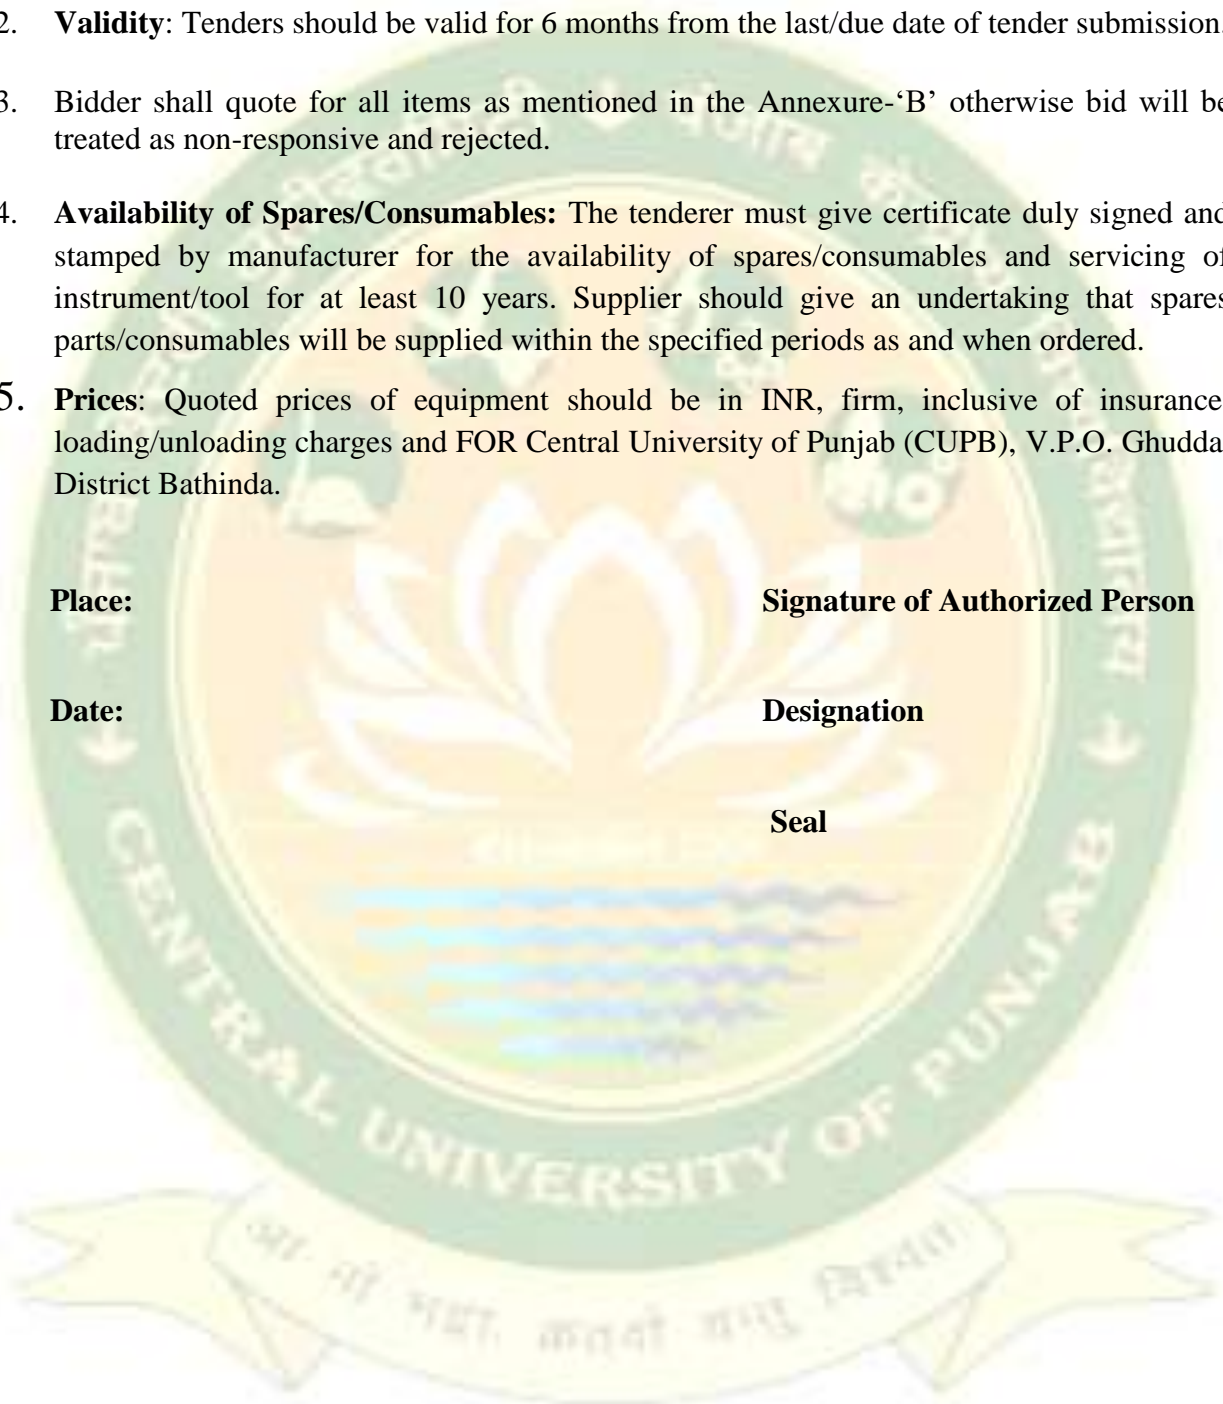 2. Validity: Tenders should be valid for 6 months from the last/due date of tender submission.
3. Bidder shall quote for all items as mentioned in the Annexure-‘B’ otherwise bid will be
treated as non-responsive and rejected.
4. Availability of Spares/Consumables: The tenderer must give certificate duly signed and
stamped by manufacturer for the availability of spares/consumables and servicing of
instrument/tool for at least 10 years. Supplier should give an undertaking that spares
parts/consumables will be supplied within the specified periods as and when ordered.
5. Prices: Quoted prices of equipment should be in INR, firm, inclusive of insurance
loading/unloading charges and FOR Central University of Punjab (CUPB), V.P.O. Ghudda
District Bathinda.
Place: Signature of Authorized Person
Date: Designation
Seal
CENTRAL UNIVERSITY OF PUNJAB